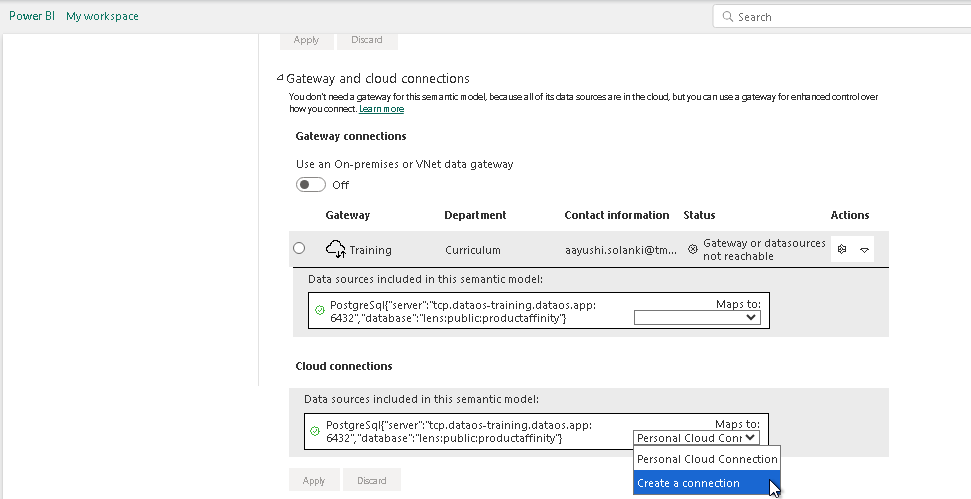 Power BI My workspace
Search
Apply Discard
Gateway and cloud connections
You don't need a gateway for this semantic model, because all of its data sources are in the cloud, but you can use a gateway for enhanced control over
how you connect. Learn more
Gateway connections
Use an On-premises or VNet data gateway
Off
Gateway Department Contact information Status Actions
Training Curriculum aayushi.solanki@tm... Gateway or datasources
not reachable
Data sources included in this semantic model:
PostgreSql{"server":"tcp.dataos-training.dataos.app:
6432","database":"lens:public:productaffinity"}
Maps to:
Cloud connections
Data sources included in this semantic model:
PostgreSql{"server":"tcp.dataos-training.dataos.app:
6432","database":"lens:public:productaffinity"}
Maps to:
Personal Cloud Conr
Personal Cloud Connection
Create a connection
Apply Discard